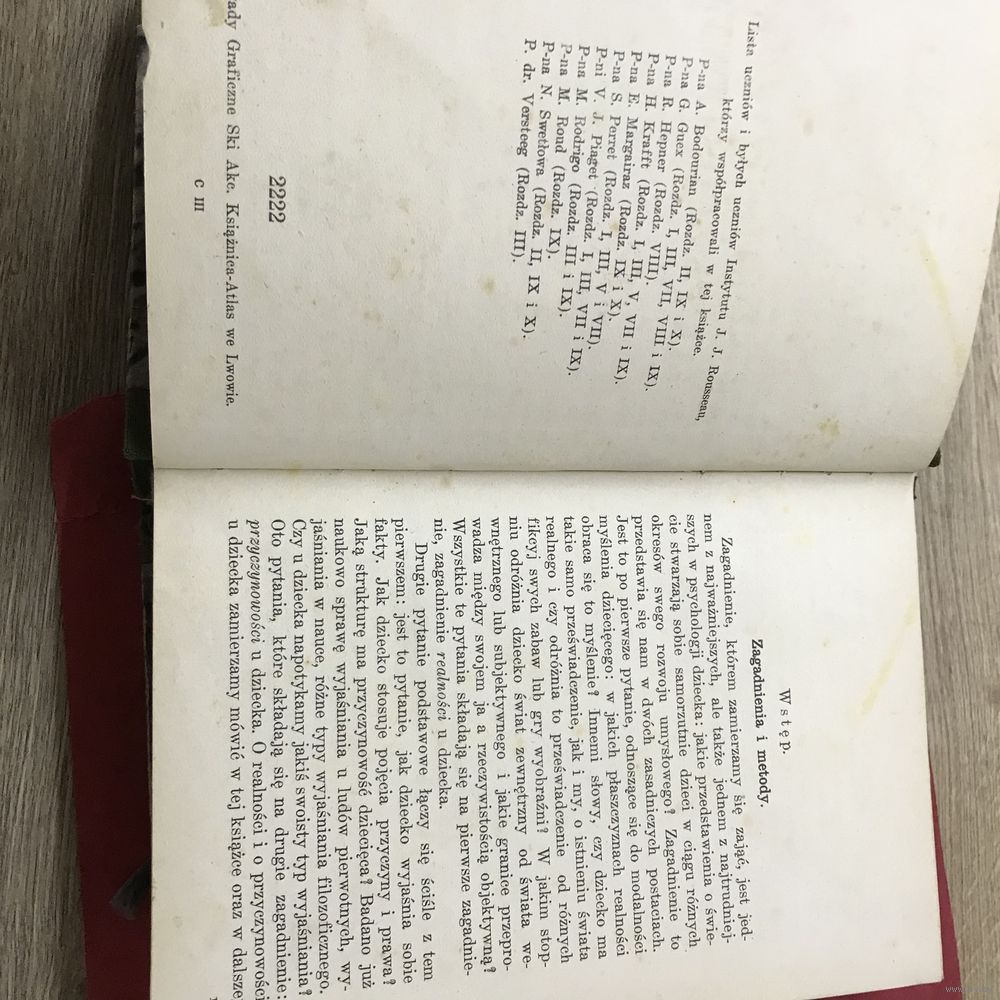 Lista uczniów i byłych uczniów Instytutu J. J. Rousseau,
którzy współpracowali w tej książce.
P-na A. Bodourian (Rozdz. II, IX i X).
P-na G. Guex (Rozdz. I, III, VII, VIII i IX).
P-na R. Hepner (Rozdz. VIII).
P-na H. Krafft (Rozdz. I, III, V, VII i IX).
P-na E. Margairaz (Rozdz. IX i X).
P-na S. Perret (Rozdz. I, III, V i VII).
P-ni V. J. Piaget (Rozdz. I, III, VII i IX).
P-na M. Rodrigo (Rozdz. III i IX).
P-na M. Roud (Rozdz. IX).
P-na N. Swetłowa (Rozdz. II, IX i X).
P. dr. Versteeg (Rozdz. III).
2222
ady Graficzne Ski Akc. Książnica-Atlas we Lwowie.
C III
Wstęp.
Zagadnienia i metody.
Zagadnienie, którem zamierzamy się zająć, jest jed-
nem z najważniejszych, ale także jednem z najtrudniej-
szych w psychologji dziecka: jakie przedstawienia o świe-
cie stwarzają sobie samorzutnie dzieci w ciągu różnych
okresów swego rozwoju umysłowego? Zagadnienie to
przedstawia się nam w dwóch zasadniczych postaciach.
Jest to po pierwsze pytanie, odnoszące się do modalności
myślenia dziecięcego: w jakich płaszczyznach realności
obraca się to myślenie? Innemi słowy, czy dziecko ma
takie samo przeświadczenie, jak i my, o istnieniu świata
realnego i czy odróżnia to przeświadczenie od różnych
fikcyj swych zabaw lub gry wyobraźni? W jakim stop-
niu odróżnia dziecko świat zewnętrzny od świata we-
wnętrznego lub subjektywnego i jakie granice przepro-
wadza między swojem ja a rzeczywistością objektywną?
Wszystkie te pytania składają się na pierwsze zagadnie-
nie, zagadnienie realności u dziecka.
Drugie pytanie podstawowe łączy się ściśle z tem
pierwszem: jest to pytanie, jak dziecko wyjaśnia sobie
fakty. Jak dziecko stosuje pojęcia przyczyny i prawa?
Jaką strukturę ma przyczynowość dziecięca? Badano już
naukowo sprawę wyjaśniania u ludów pierwotnych, wy-
jaśniania w nauce, różne typy wyjaśniania filozoficznego.
Czy u dziecka napotykamy jakiś swoisty typ wyjaśniania?
Oto pytania, które składają się na drugie zagadnienie:
przyczynowości u dziecka. O realności i o przyczynowości
u dziecka zamierzamy mówić w tej książce oraz w dalsze